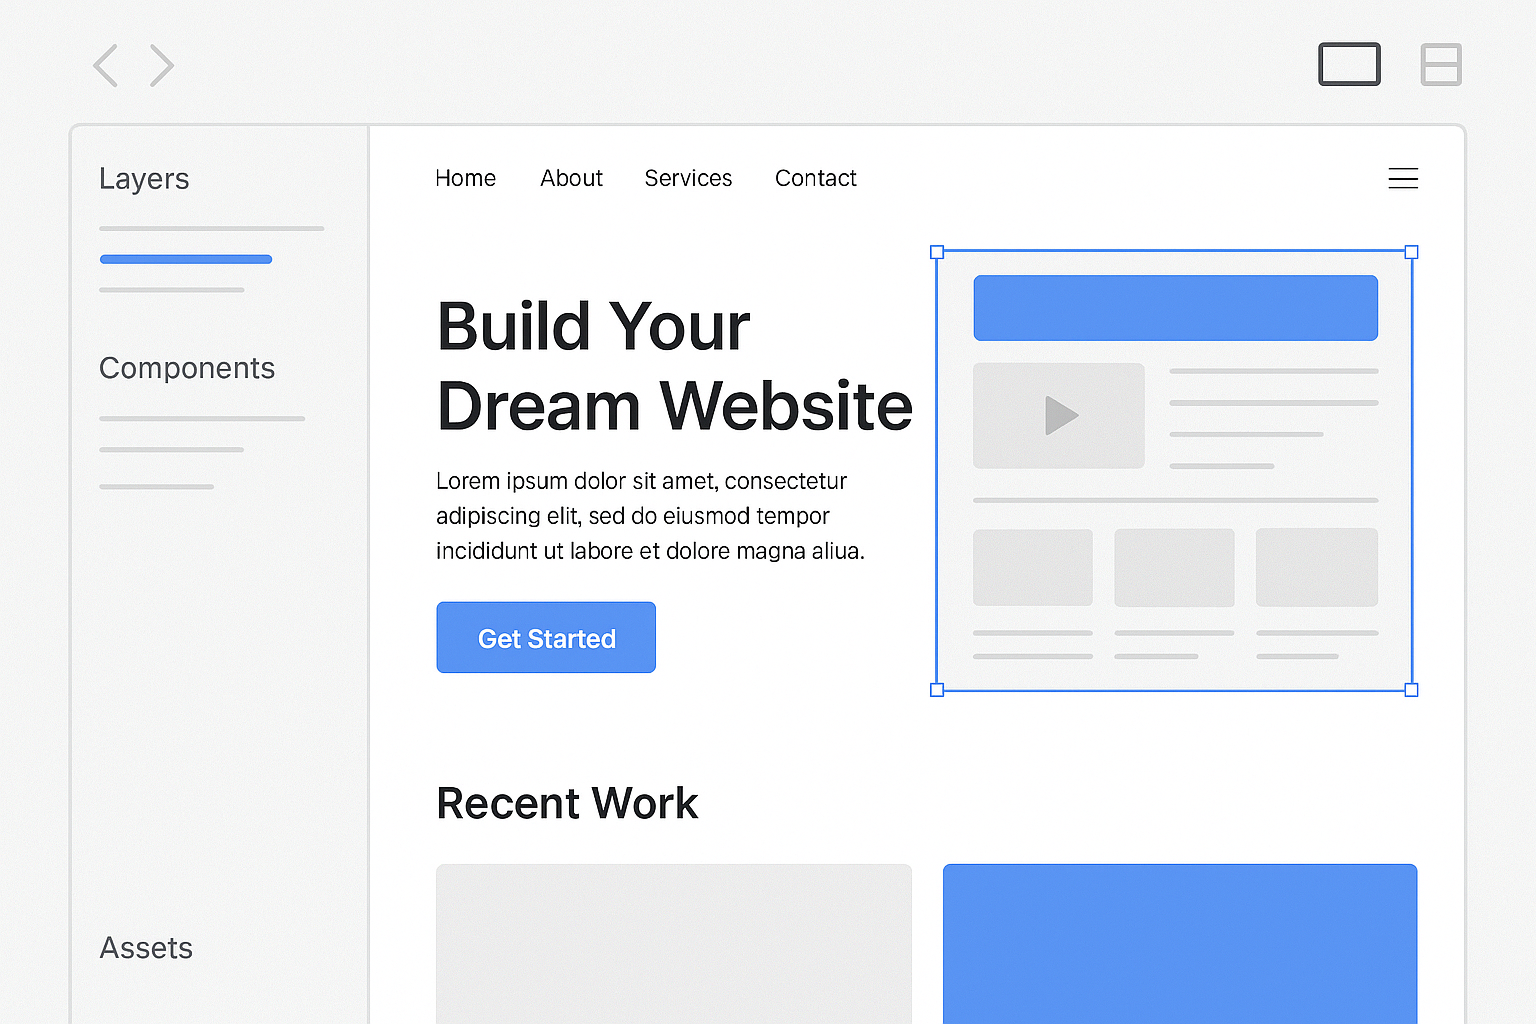 Layers
Components
Assets
Home About Services Contact
Build Your
Dream Website
Lorem ipsum dolor sit amet, consectetur
adipiscing elit, sed do eiusmod tempor
incididunt ut labore et dolore magna aliua.
Get Started
Recent Work